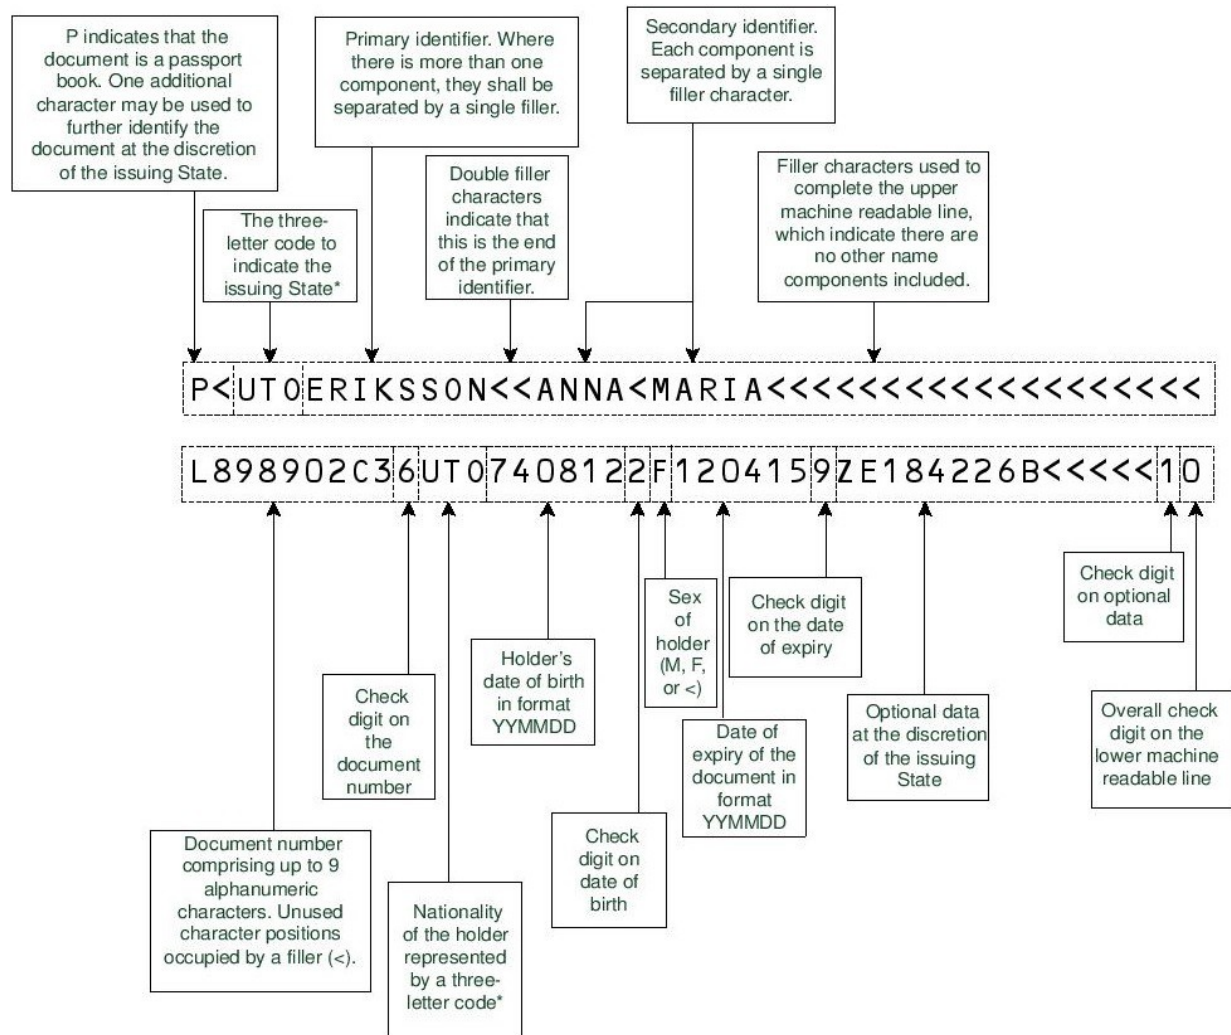 P indicates that the
document is a passport
book. One additional
character may be used to
further identify the
document at the discretion
of the issuing State.
Primary identifier. Where
there is more than one
component, they shall be
separated by a single filler.
Secondary identifier.
Each component is
separated by a single
filler character.
The three-
letter code to
indicate the
issuing State*
Double filler
characters
indicate that
this is the end
of the primary
identifier.
Filler characters used to
complete the upper
machine readable line,
which indicate there are
no other name
components included.
P<UTOERIKSSON<<ANNA<MARIA<<<<<<<<<<<<<<<<<<<
L898902C36UTO7408122F1204159ZE184226B<<<<<10
Check
digit on
the
document
number
Holder's
date of birth
in format
YYMMDD
Sex
of
holder
(M, F,
or <)
Check digit
on the date
of expiry
Check digit
on optional
data
Date of
expiry of the
document in
format
YYMMDD
Optional data
at the discretion
of the issuing
State
Overall check
digit on the
lower machine
readable line
Document number
comprising up to 9
alphanumeric
characters. Unused
character positions
occupied by a filler (<).
Nationality
of the holder
represented
by a three-
letter code*
Check
digit on
date of
birth